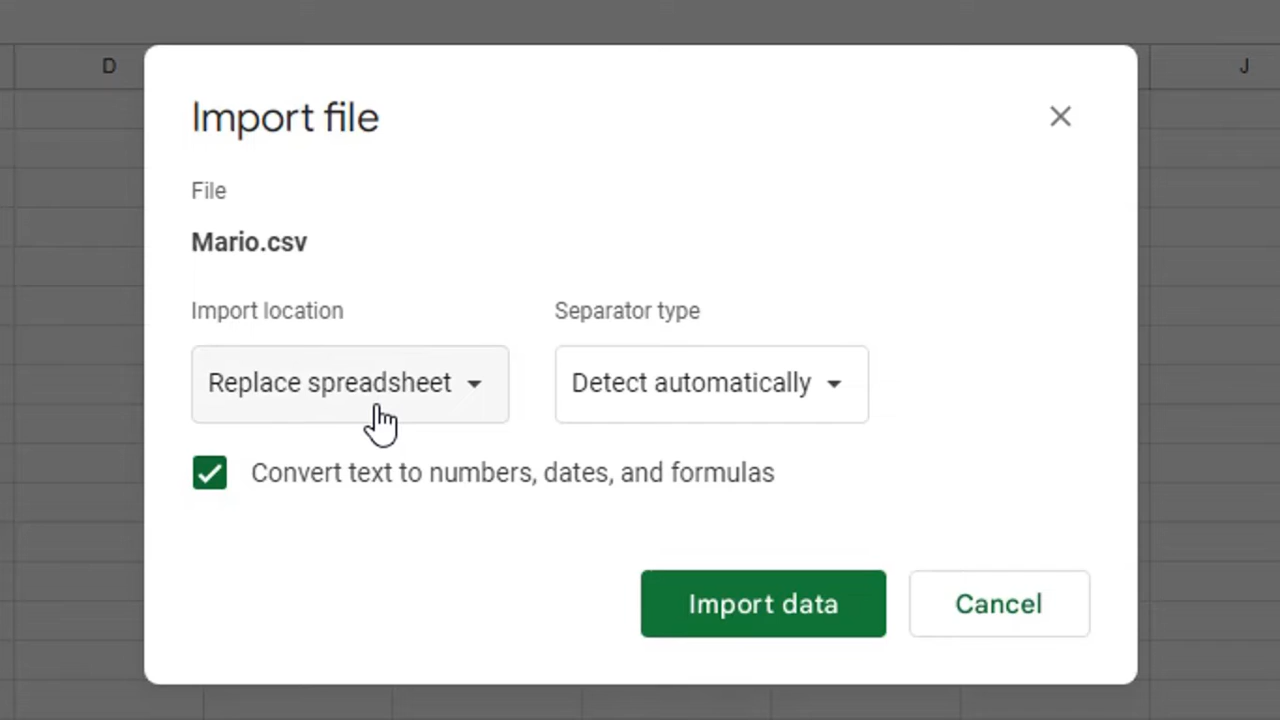 D
J
Import file
File
Mario.csv
Import location
Separator type
Replace spreadsheet
Detect automatically
Convert text to numbers, dates, and formulas
Import data
Cancel